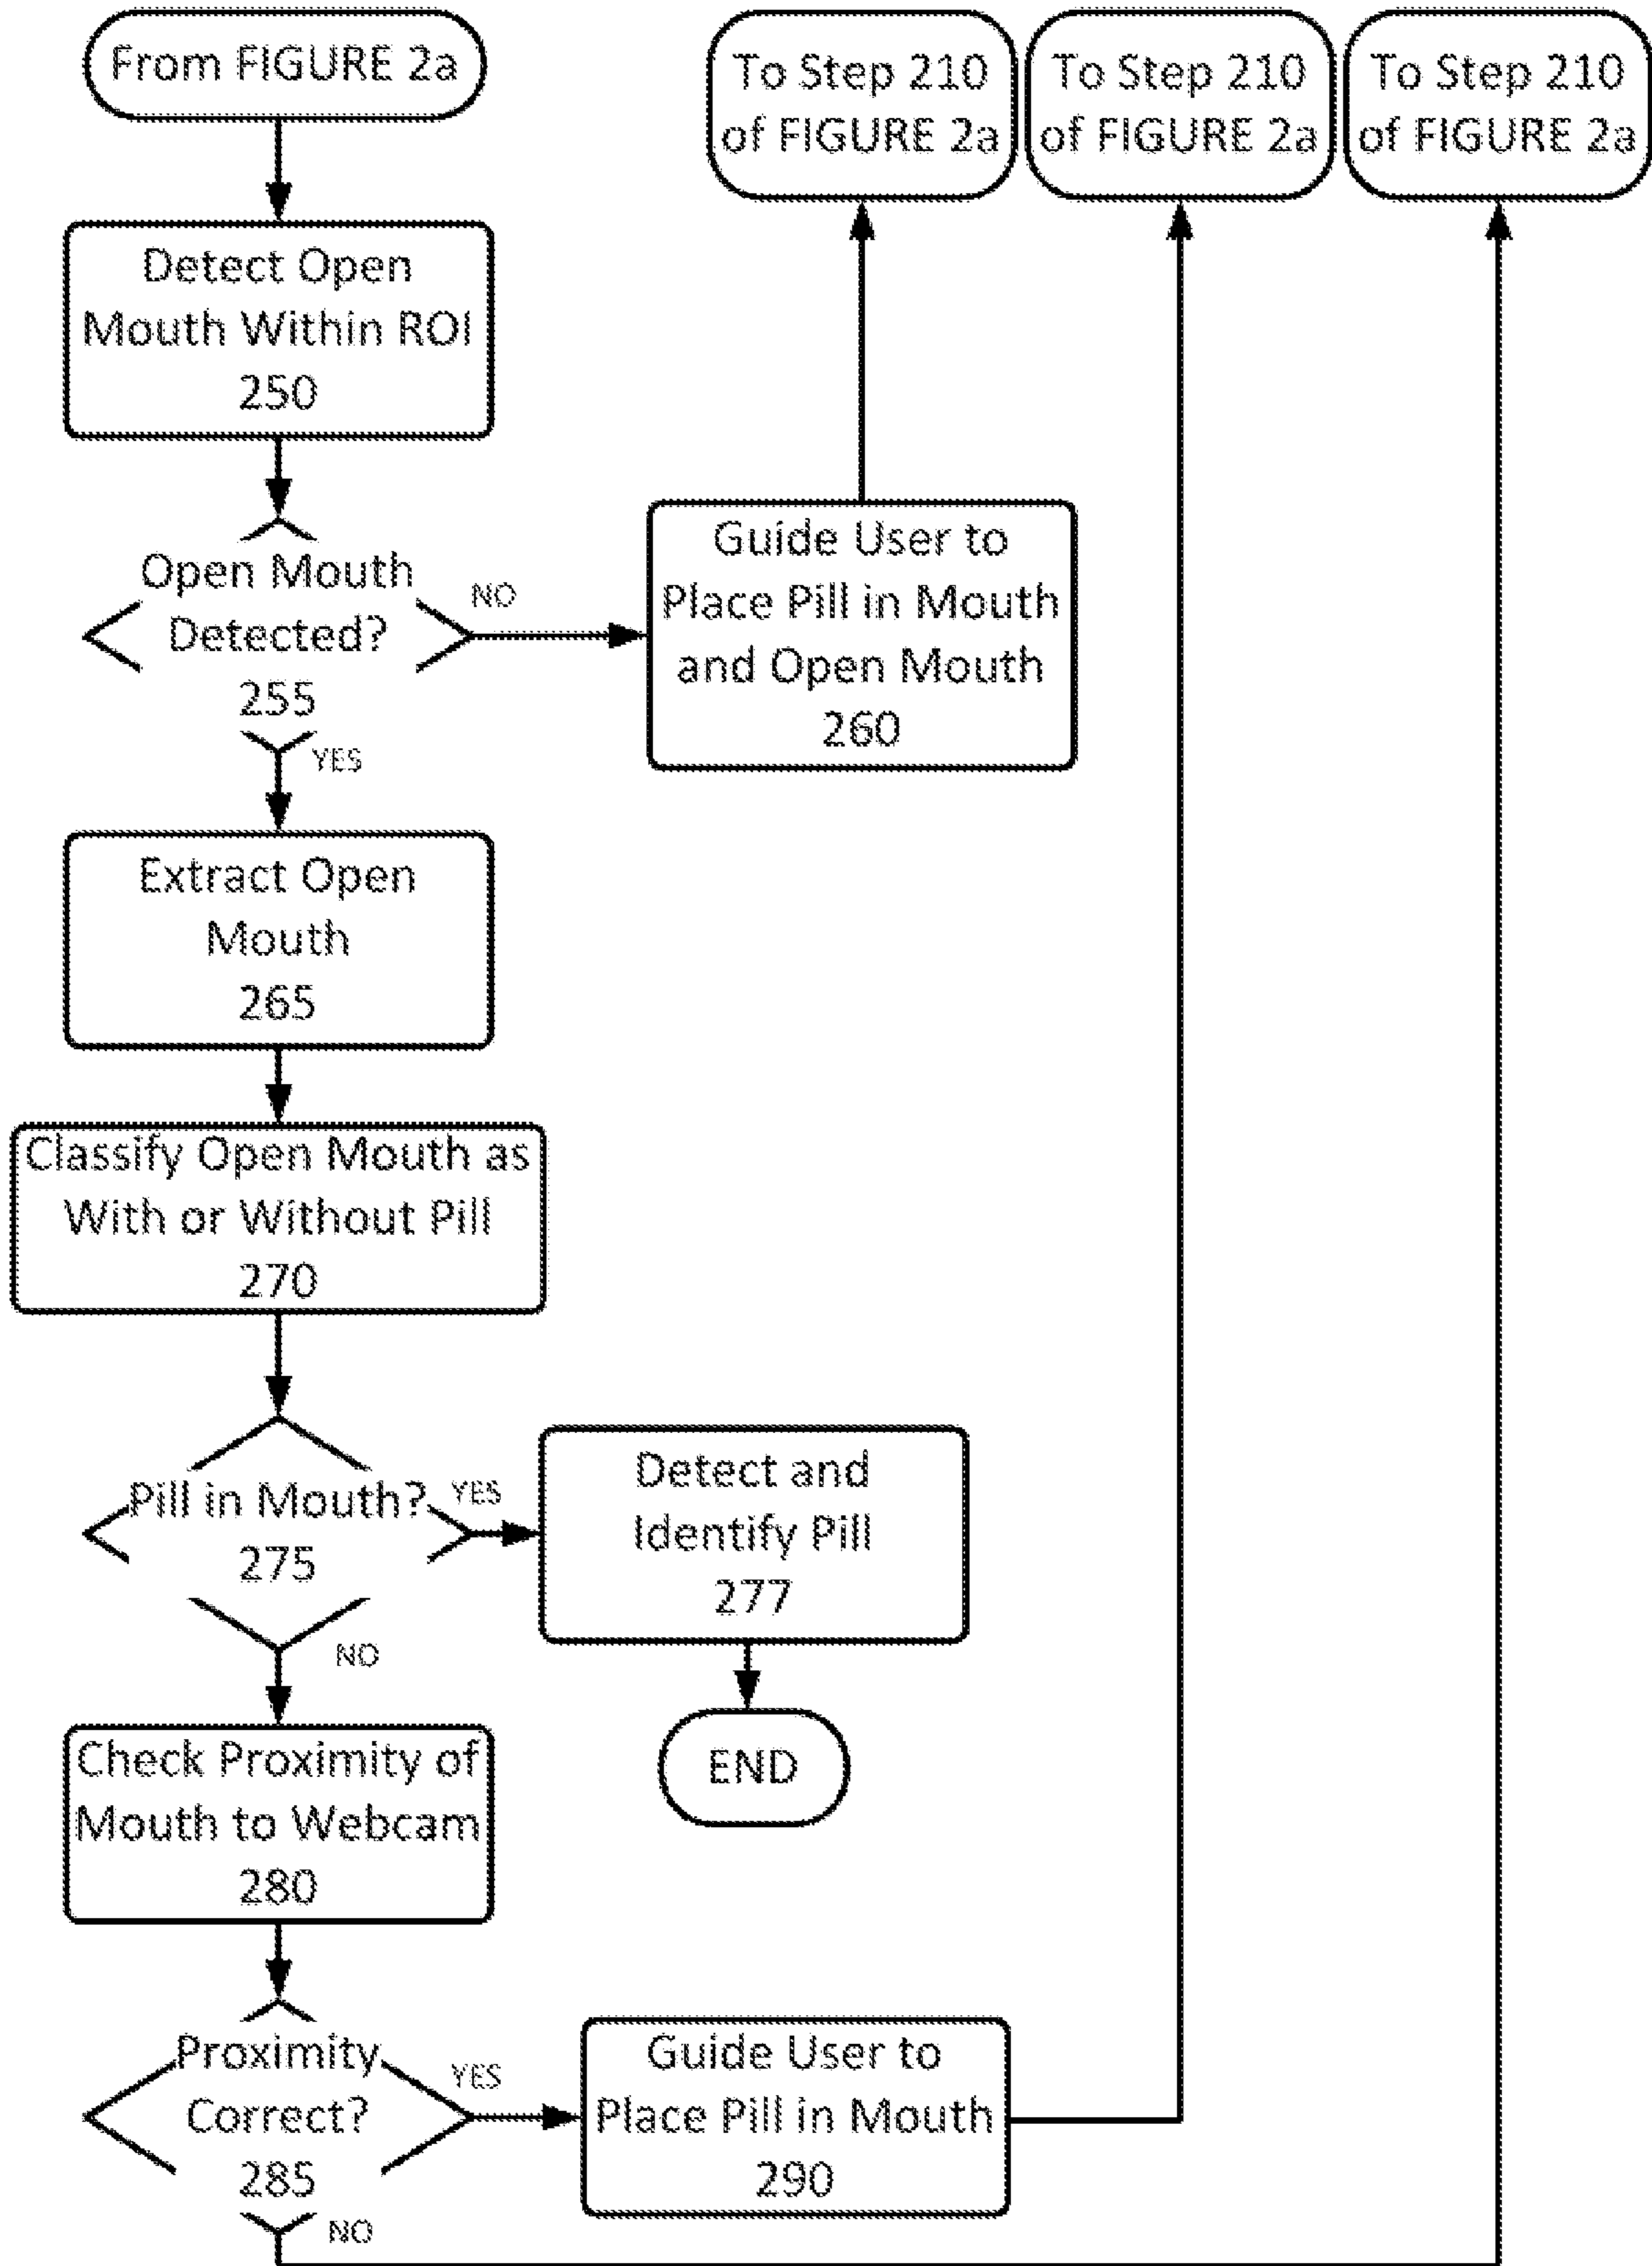 From FIGURE 2a
To Step 210
of FIGURE 2a
To Step 210
of FIGURE 2a
To Step 210
of FIGURE 2a
Detect Open
Mouth Within ROI
250
Open Mouth
Detected?
255
NO
YES
Guide User to
Place Pill in Mouth
and Open Mouth
260
Extract Open
Mouth
265
Classify Open Mouth as
With or Without Pill
270
Pill in Mouth?
275
YES
NO
Detect and
Identify Pill
277
END
Check Proximity of
Mouth to Webcam
280
Proximity
Correct?
285
YES
NO
Guide User to
Place Pill in Mouth
290